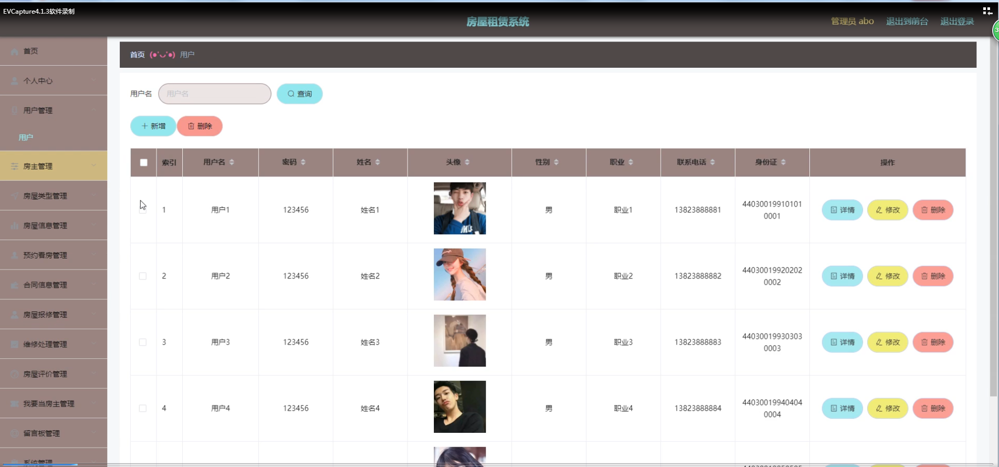 EVCapture4.1.3软件录制
房屋租赁系统
管理员 abo 退出到前台 退出登录
首页
个人中心
用户管理
用户
房主管理
房屋类型管理
房屋信息管理
预约看房管理
合同信息管理
房屋报修管理
维修处理管理
房屋评价管理
我要当房主管理
留言板管理
系统管理
首页 (●'◡'●) 用户
用户名 用户名 查询
新增 删除
索引 用户名 密码 姓名 头像 性别 职业 联系电话 身份证 操作
1 用户1 123456 姓名1 男 职业1 13823888881 44030019910101
0001 详情 修改 删除
2 用户2 123456 姓名2 男 职业2 13823888882 44030019920202
0002 详情 修改 删除
3 用户3 123456 姓名3 男 职业3 13823888883 44030019930303
0003 详情 修改 删除
4 用户4 123456 姓名4 男 职业4 13823888884 44030019940404
0004 详情 修改 删除